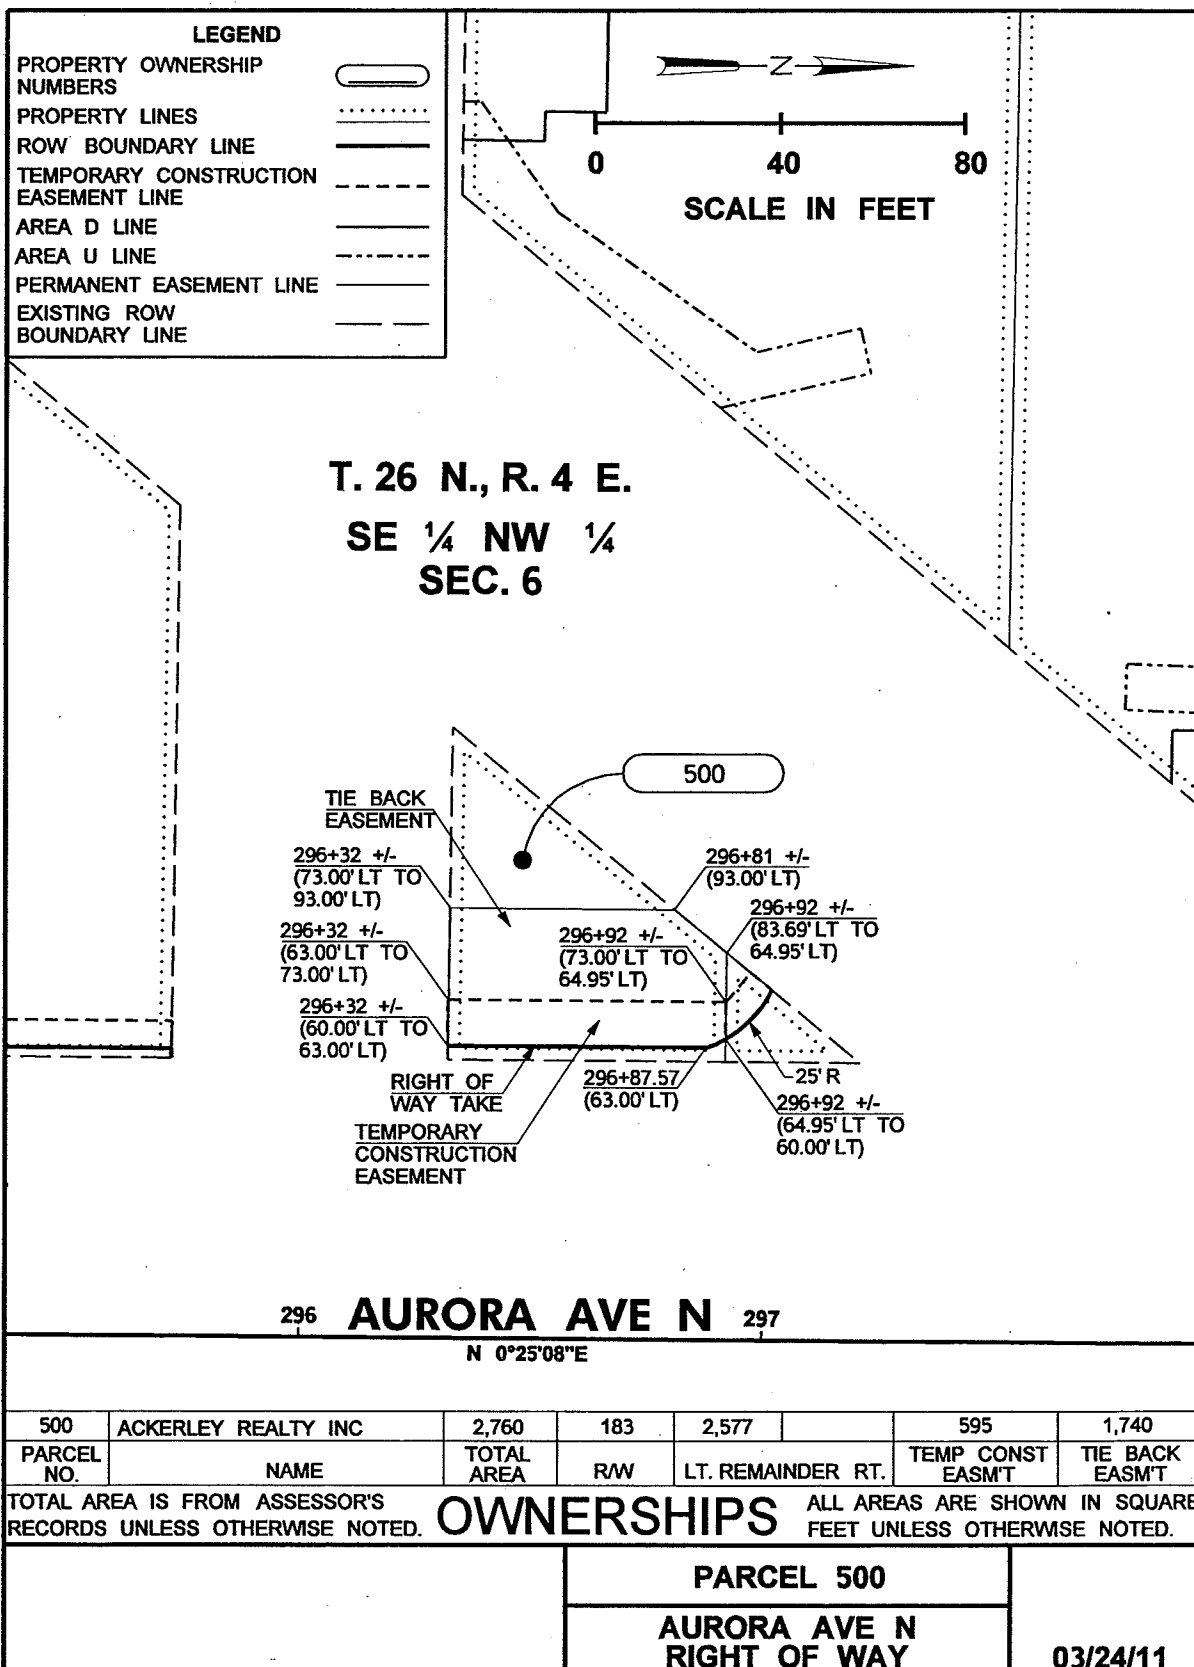 LEGEND
PROPERTY OWNERSHIP
NUMBERS
PROPERTY LINES
ROW BOUNDARY LINE
TEMPORARY CONSTRUCTION
EASEMENT LINE
AREA D LINE
AREA U LINE
PERMANENT EASEMENT LINE
EXISTING ROW
BOUNDARY LINE
Z
0 40 80
SCALE IN FEET
T. 26 N., R. 4 E.
SE ¼ NW ¼
SEC. 6
500
TIE BACK
EASEMENT
296+32 +/-
(73.00' LT TO
93.00' LT)
296+81 +/-
(93.00' LT)
296+92 +/-
(83.69' LT TO
64.95' LT)
296+32 +/-
(63.00' LT TO
73.00' LT)
296+92 +/-
(73.00' LT TO
64.95' LT)
296+32 +/-
(60.00' LT TO
63.00' LT)
RIGHT OF
WAY TAKE
296+87.57
(63.00' LT)
25' R
296+92 +/-
(64.95' LT TO
60.00' LT)
TEMPORARY
CONSTRUCTION
EASEMENT
296 AURORA AVE N 297
N 0°25'08"E
500 ACKERLEY REALTY INC 2,760 183 2,577 595 1,740
PARCEL NO. NAME TOTAL AREA R/W LT. REMAINDER RT. TEMP CONST EASM'T TIE BACK EASM'T
TOTAL AREA IS FROM ASSESSOR'S
RECORDS UNLESS OTHERWISE NOTED.
OWNERSHIPS
ALL AREAS ARE SHOWN IN SQUARE
FEET UNLESS OTHERWISE NOTED.
PARCEL 500
AURORA AVE N
RIGHT OF WAY
03/24/11